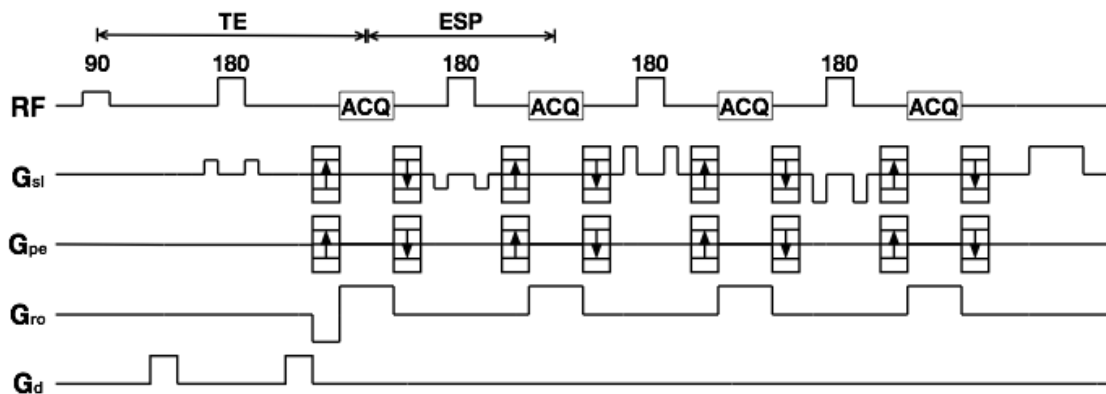 TE ESP
90 180 180 180 180
RF ACQ ACQ ACQ ACQ
Gsl
Gpe
Gro
Gd